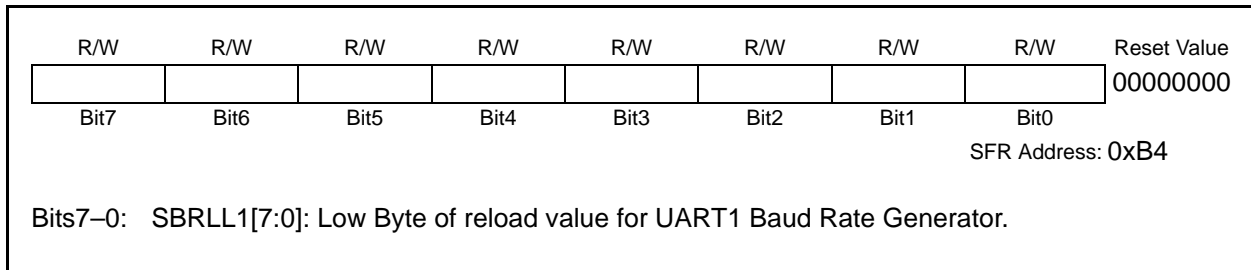 R/W R/W R/W R/W R/W R/W R/W R/W Reset Value
00000000
Bit7 Bit6 Bit5 Bit4 Bit3 Bit2 Bit1 Bit0
SFR Address: 0xB4
Bits7–0: SBRLL1[7:0]: Low Byte of reload value for UART1 Baud Rate Generator.